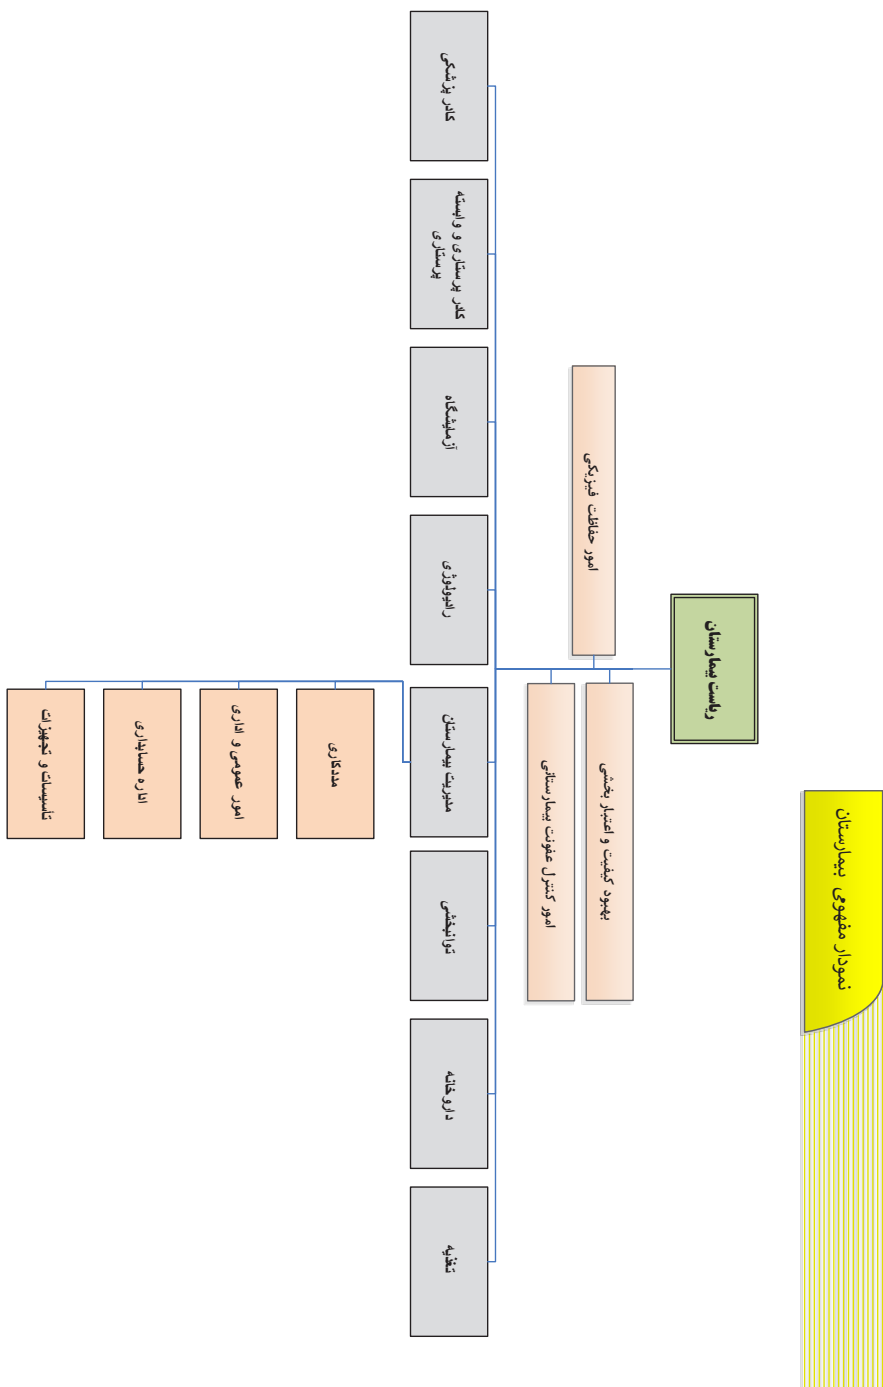 نمودار مفهومی بیمارستان
ریاست بیمارستان
امور حفاظت فیزیکی
بهبود کیفیت و اعتبار بخشی
امور کنترل عفونت بیمارستانی
کادر پزشکی
کادر پرستاری و وابسته
پرستاری
آزمایشگاه
رادیولوژی
مدیریت بیمارستان
توانبخشی
داروخانه
تغذیه
مددکاری
امور عمومی و اداری
اداره حسابداری
تأسیسات و تجهیزات